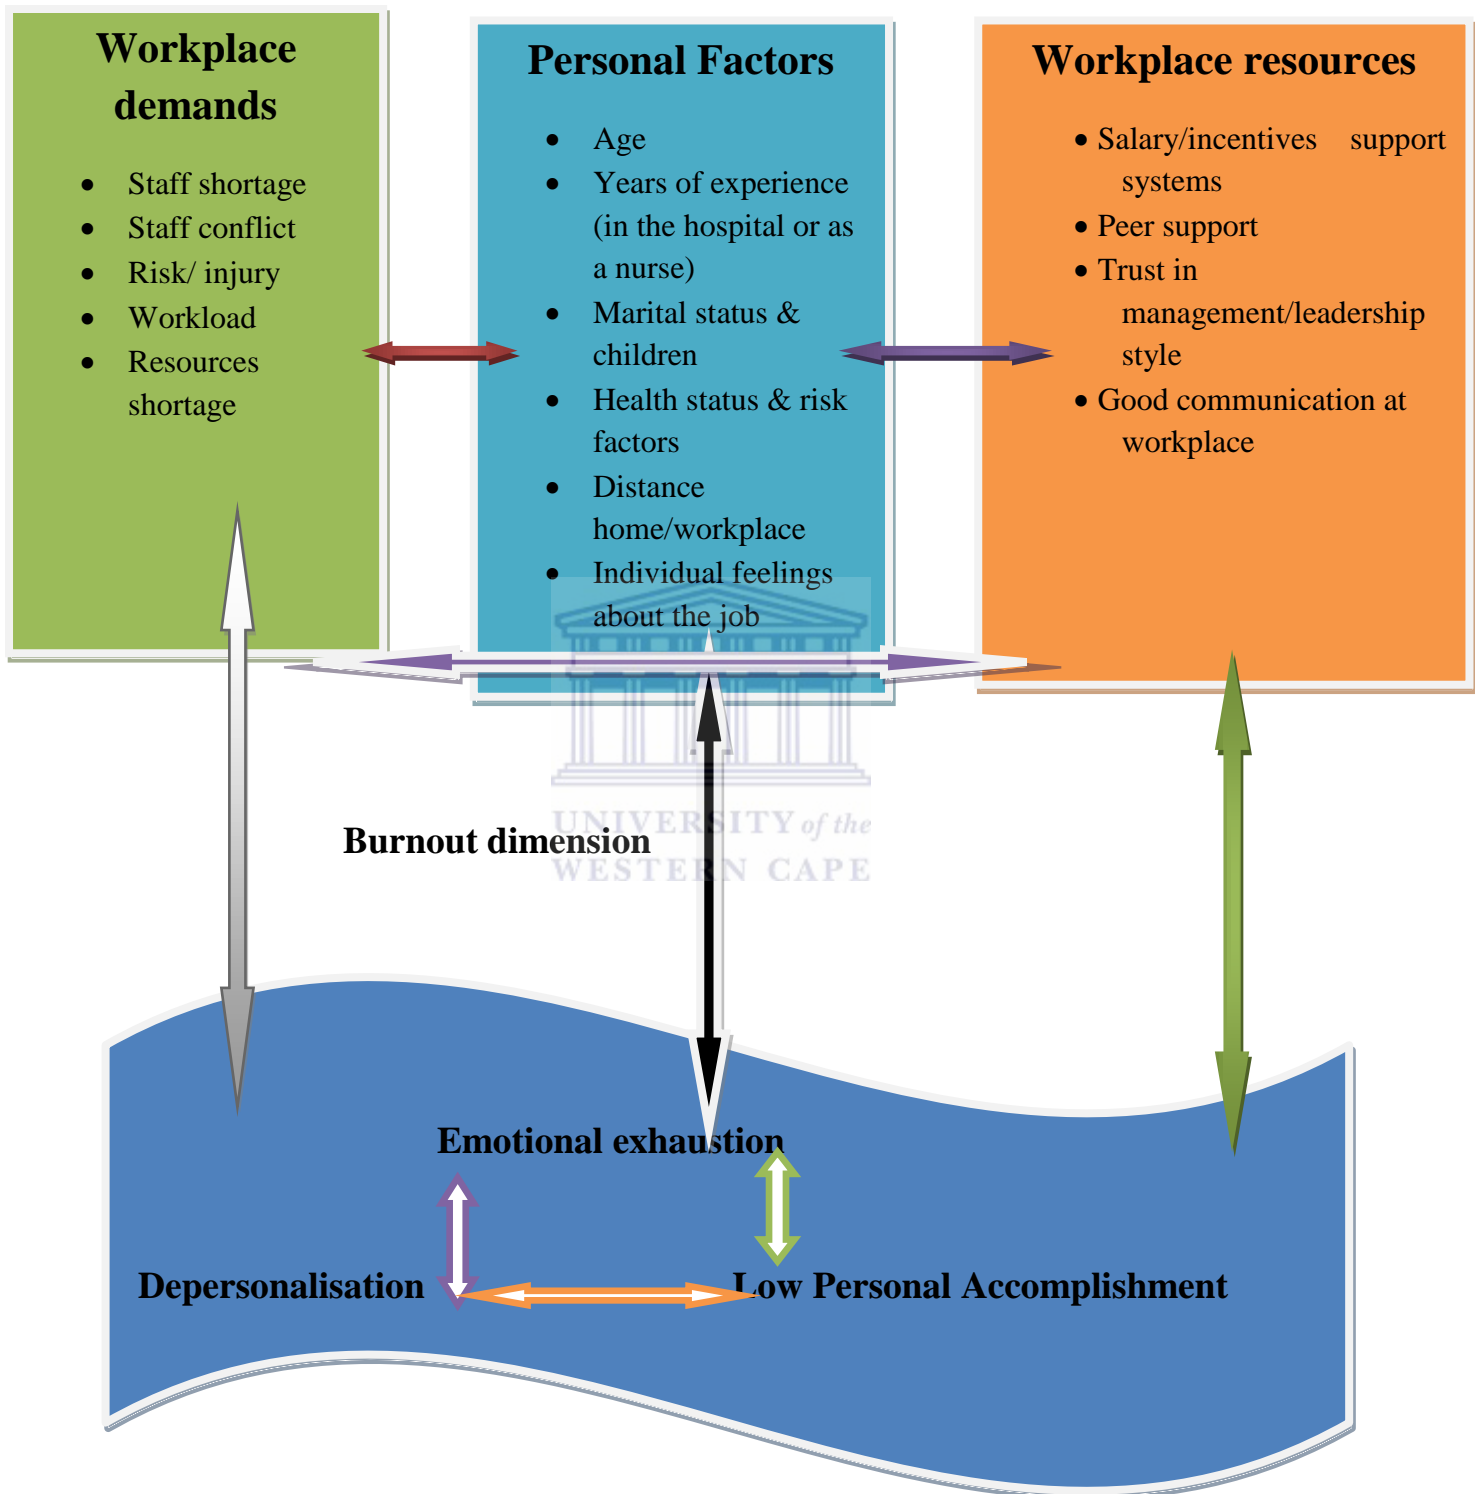 Workplace
demands
• Staff shortage
• Staff conflict
• Risk/ injury
• Workload
• Resources
shortage
Personal Factors
• Age
• Years of experience
(in the hospital or as
a nurse)
• Marital status &
children
• Health status & risk
factors
• Distance
home/workplace
• Individual feelings
about the job
Workplace resources
• Salary/incentives support
systems
• Peer support
• Trust in
management/leadership
style
• Good communication at
workplace
UNIVERSITY of the
WESTERN CAPE
Burnout dimension
Emotional exhaustion
Depersonalisation
Low Personal Accomplishment